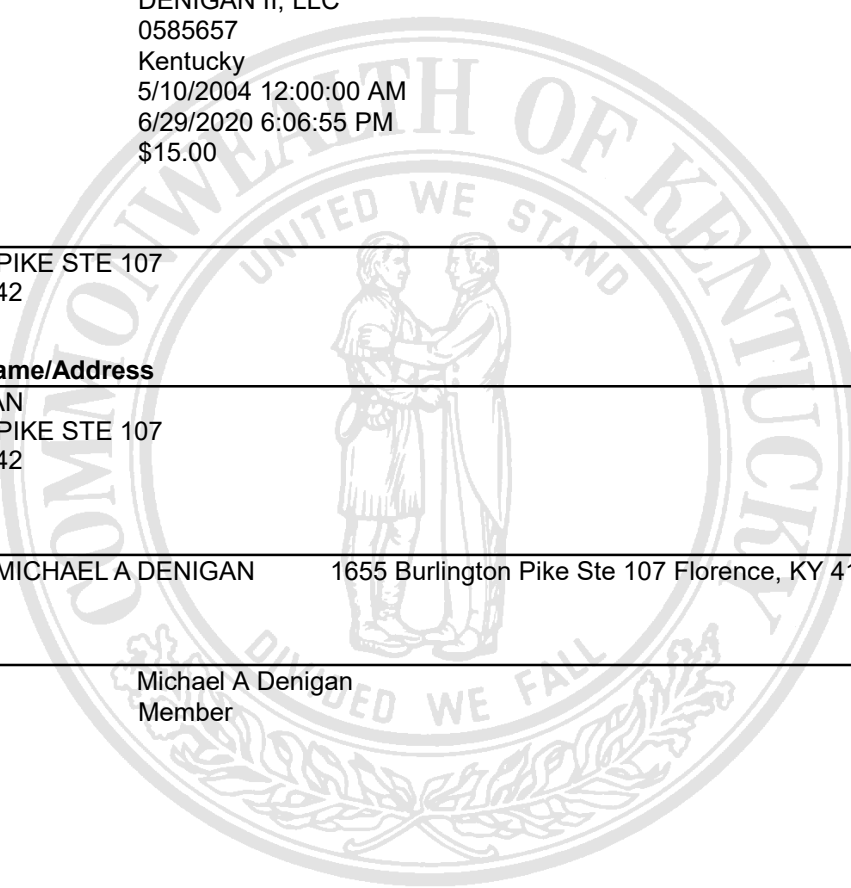 DENIGAN II, LLC
0585657
Kentucky
5/10/2004 12:00:00 AM
6/29/2020 6:06:55 PM
$15.00
PIKE STE 107
42
ame/Address
AN
PIKE STE 107
42
MICHAEL A DENIGAN 1655 Burlington Pike Ste 107 Florence, KY 41
Michael A Denigan
Member
COMMONWEALTH OF KENTUCKY
UNITED WE STAND
DIVIDED WE FALL